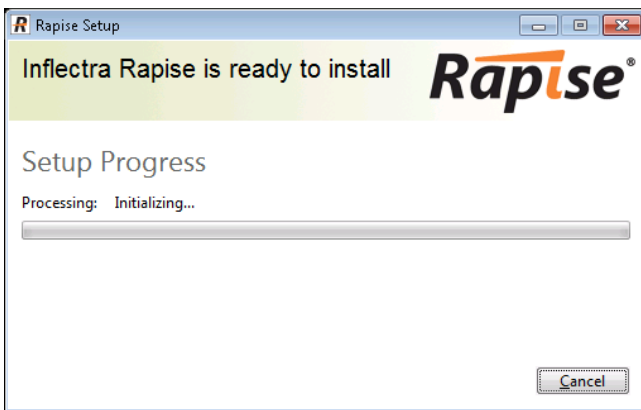 Rapise Setup
Inflectra Rapise is ready to install
Rapise®
Setup Progress
Processing: Initializing...
Cancel